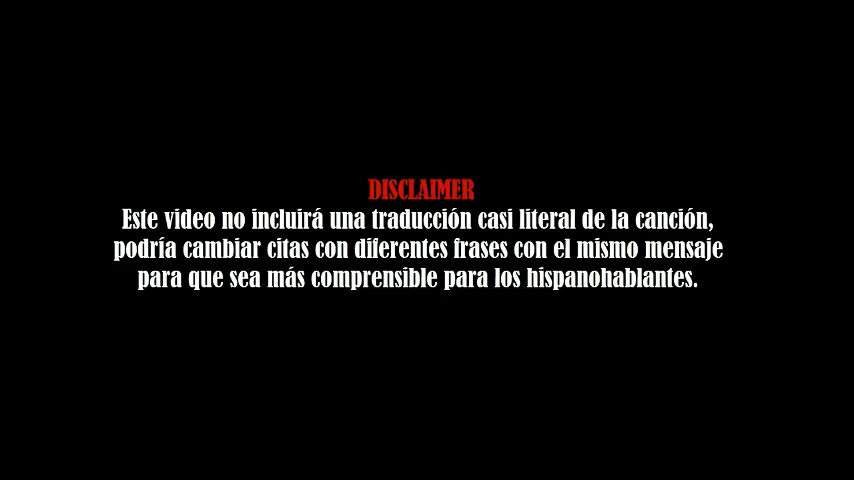 DISCLAIMER
Este video no incluirá una traducción casi literal de la canción,
podría cambiar citas con diferentes frases con el mismo mensaje
para que sea más comprensible para los hispanohablantes.